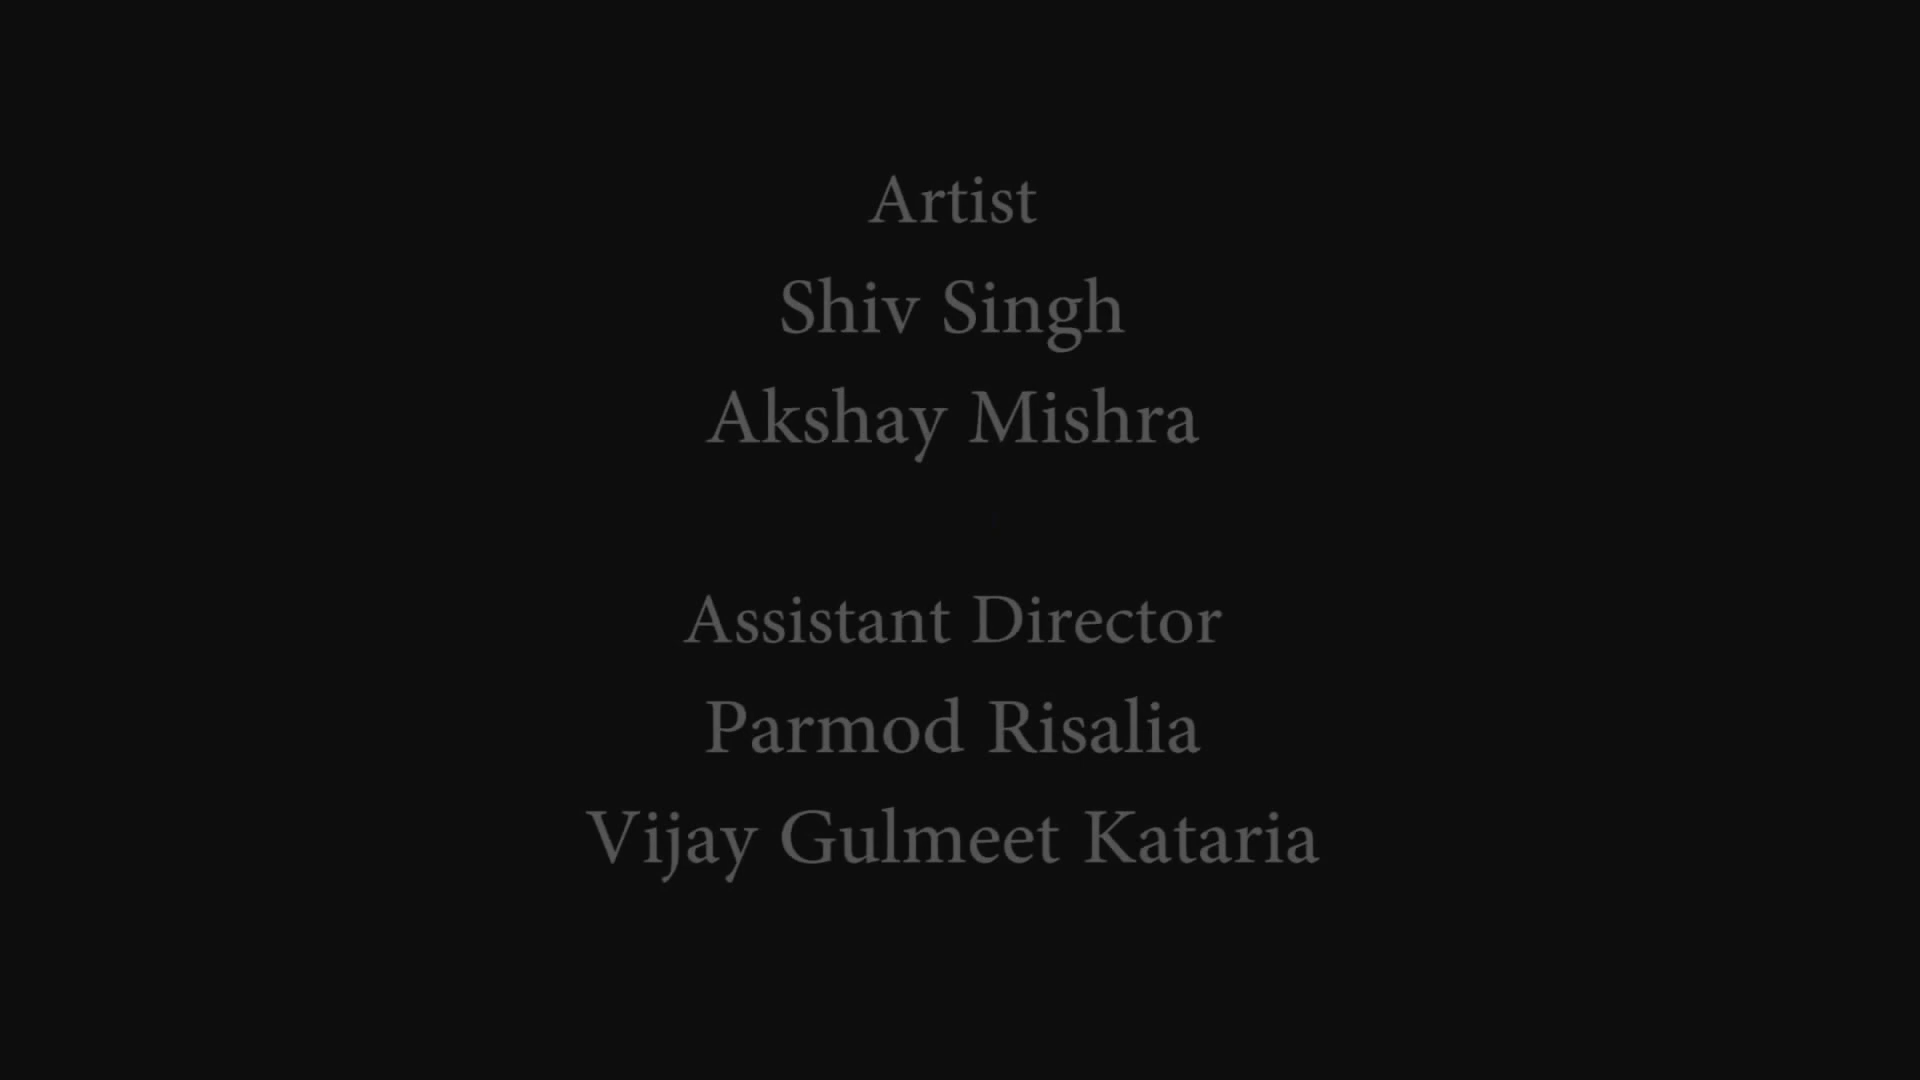 Artist
Shiv Singh
Akshay Mishra
Assistant Director
Parmod Risalia
Vijay Gulmeet Kataria